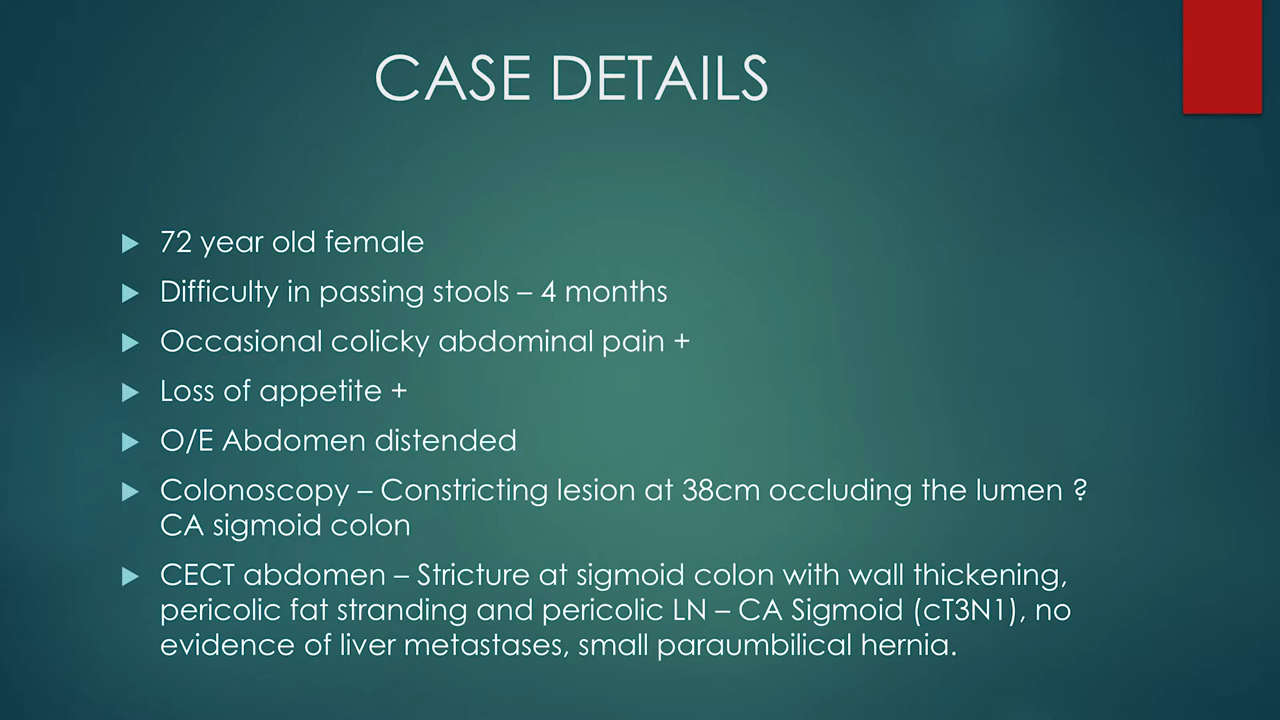 CASE DETAILS
72 year old female
Difficulty in passing stools – 4 months
Occasional colicky abdominal pain +
Loss of appetite +
O/E Abdomen distended
Colonoscopy – Constricting lesion at 38cm occluding the lumen ?
CA sigmoid colon
CECT abdomen – Stricture at sigmoid colon with wall thickening,
pericolic fat stranding and pericolic LN – CA Sigmoid (cT3N1), no
evidence of liver metastases, small paraumbilical hernia.